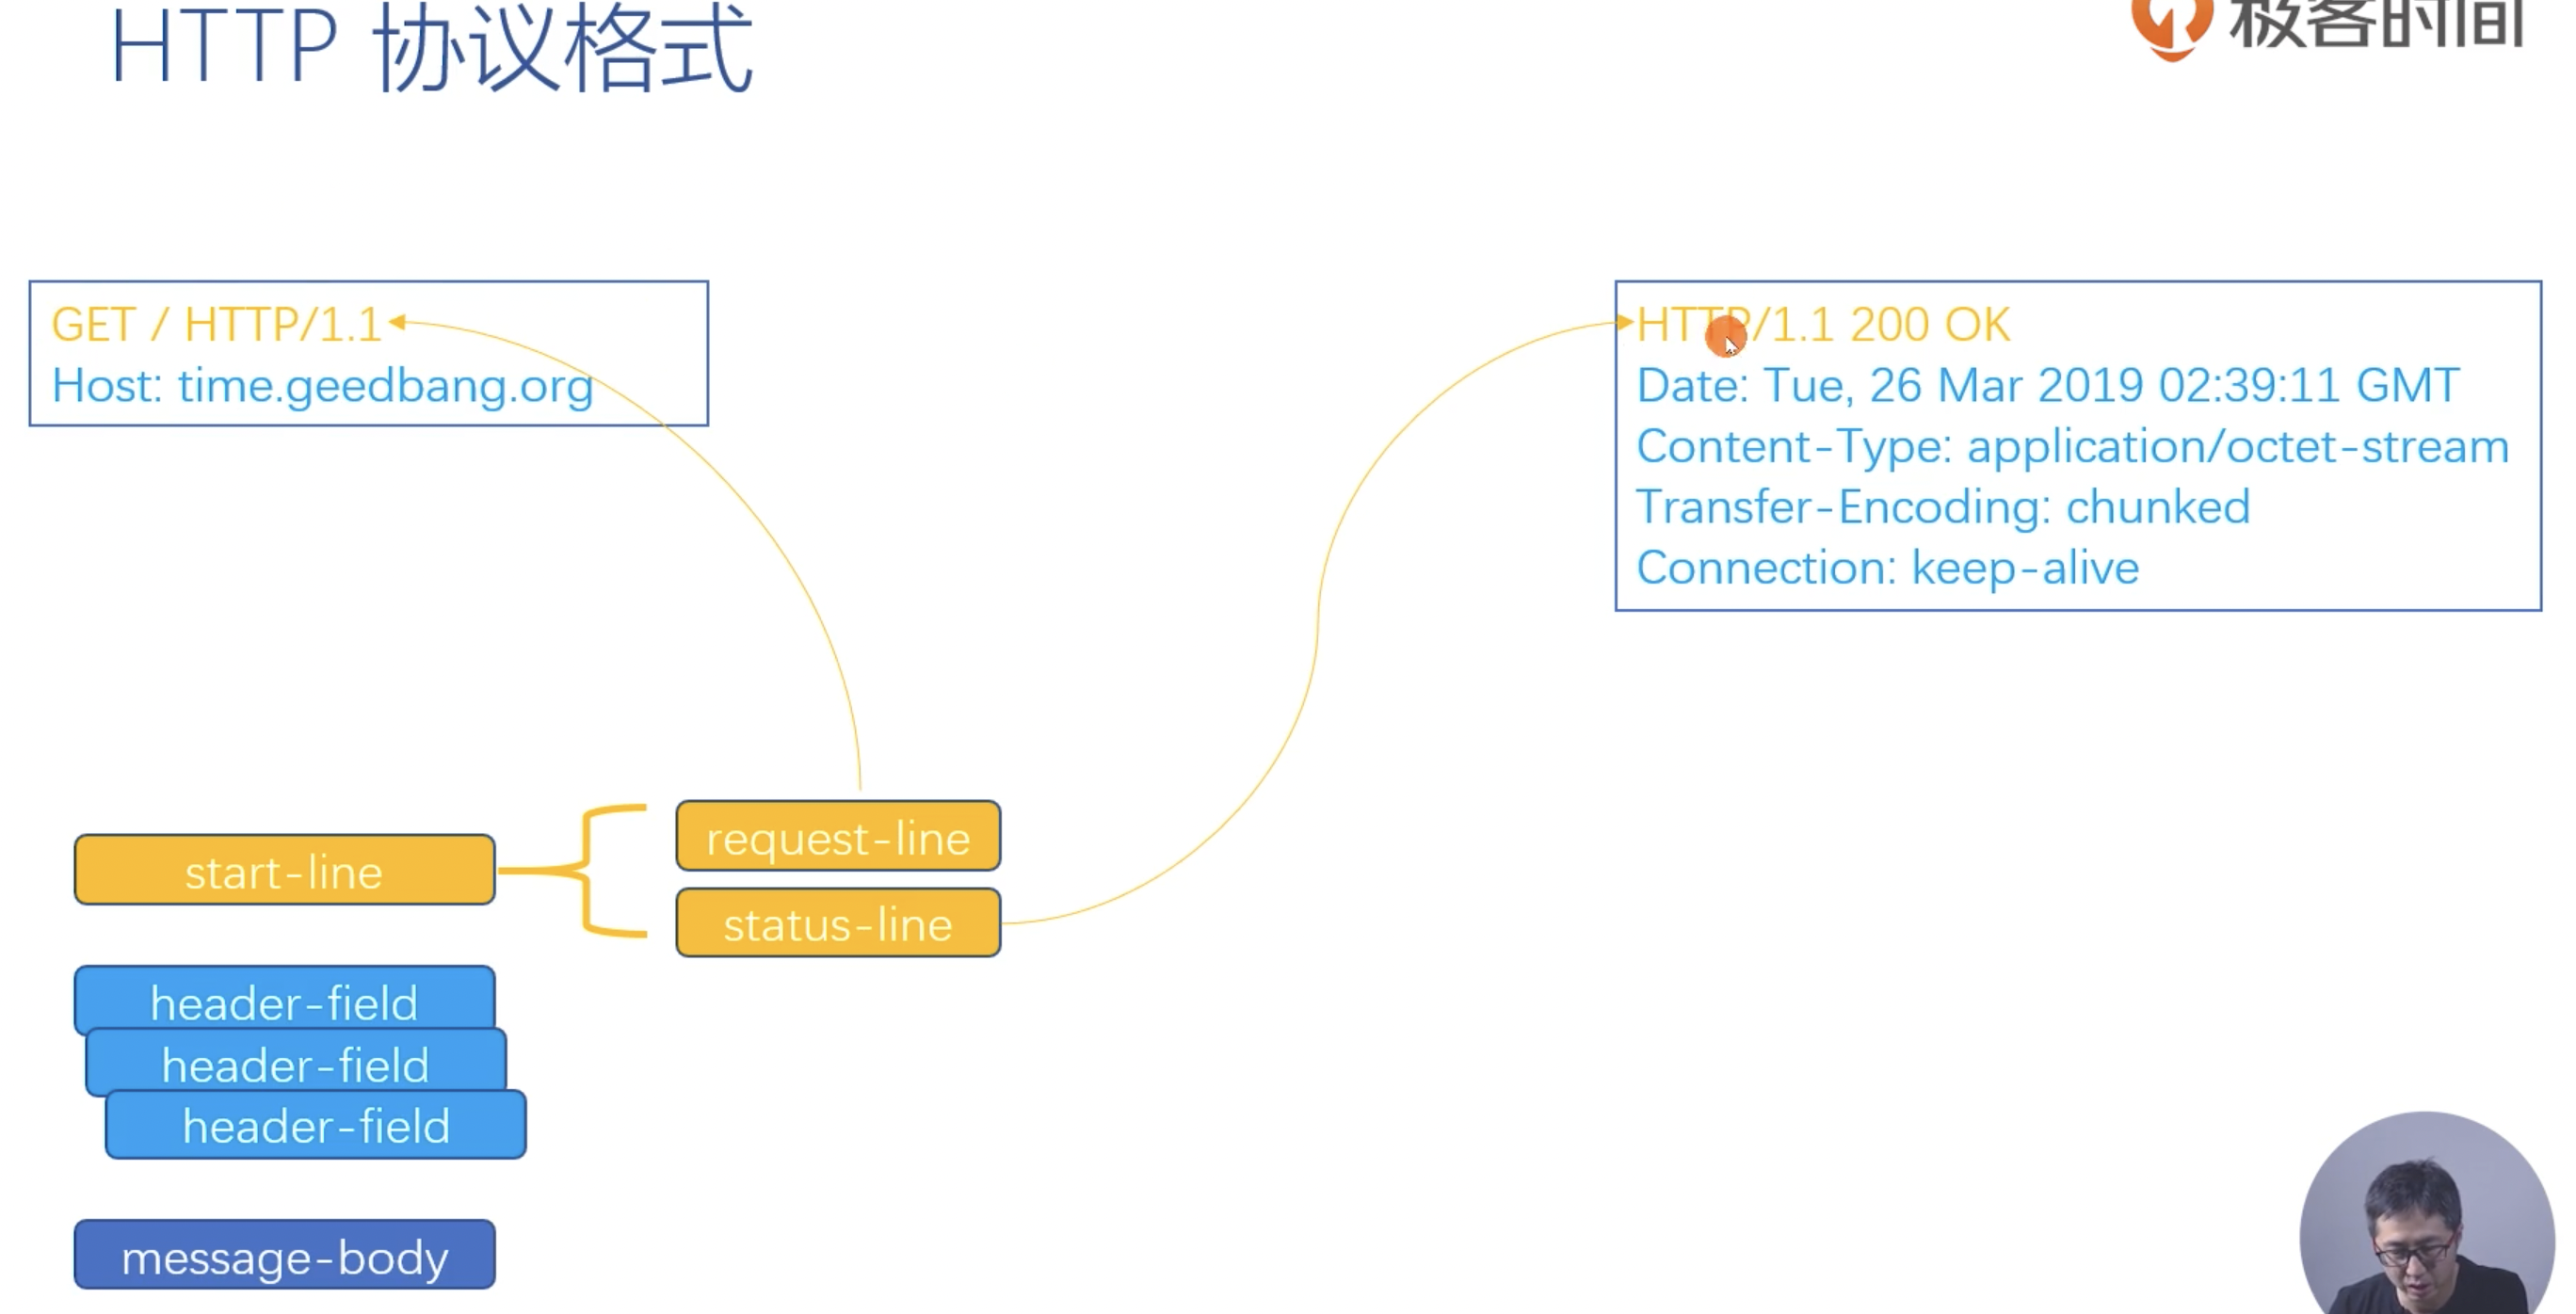 HTTP 协议格式
极客时间
GET / HTTP/1.1
Host: time.geedbang.org
HTTP/1.1 200 OK
Date: Tue, 26 Mar 2019 02:39:11 GMT
Content-Type: application/octet-stream
Transfer-Encoding: chunked
Connection: keep-alive
start-line
request-line
status-line
header-field
header-field
header-field
message-body